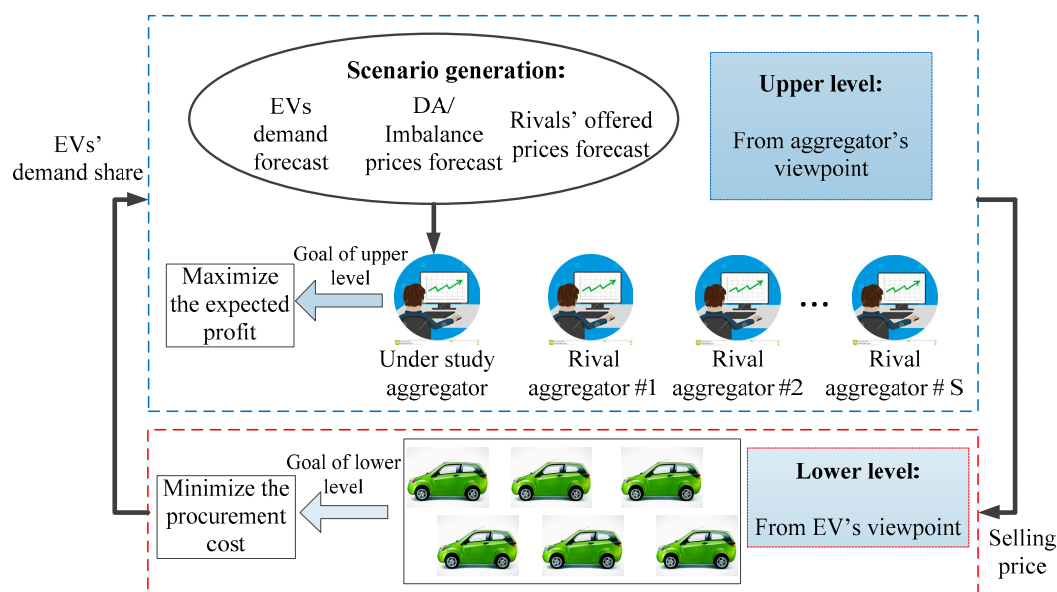 Scenario generation:
EVs
demand
forecast
DA/
Imbalance
prices forecast
Rivals’ offered
prices forecast
Upper level:
From aggregator’s
viewpoint
EVs’
demand share
Goal of upper
level
Maximize
the expected
profit
Under study
aggregator
Rival
aggregator #1
Rival
aggregator #2
...
Rival
aggregator # S
Goal of lower
level
Minimize the
procurement
cost
Lower level:
From EV’s viewpoint
Selling
price